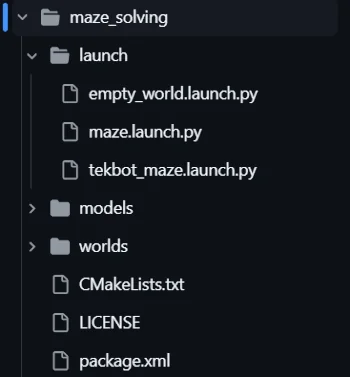 maze_solving
launch
empty_world.launch.py
maze.launch.py
tekbot_maze.launch.py
models
worlds
CMakeLists.txt
LICENSE
package.xml